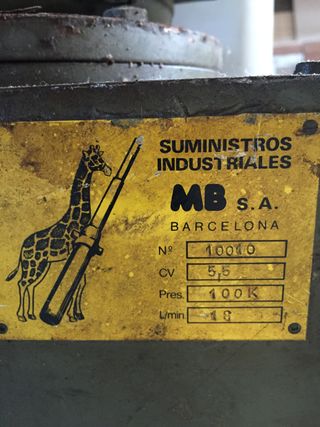 SUMINISTROS
INDUSTRIALES
MB S.A.
BARCELONA
Nº 10010
CV 5,5
Pres. 100K
L/min. 18